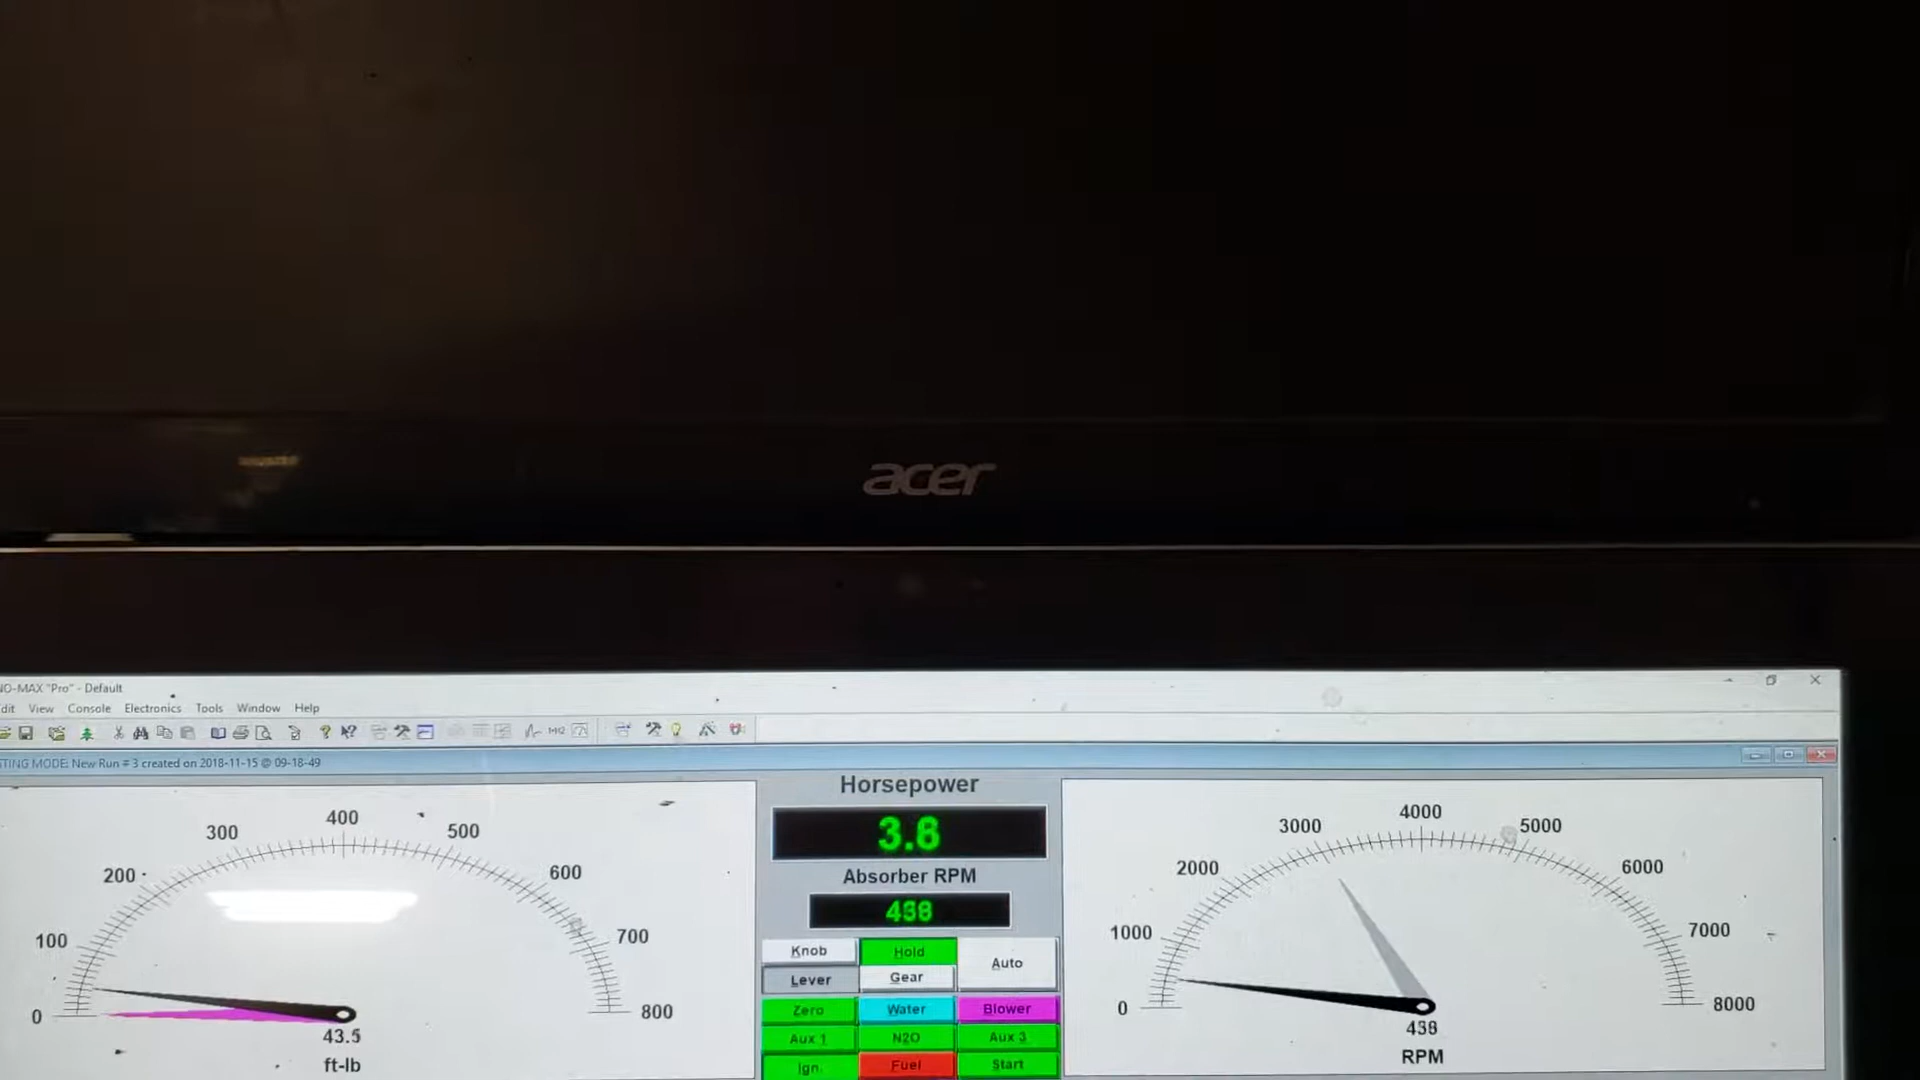 acer
NO-MAX "Pro" - Default
dit View Console Electronics Tools Window Help
TING MODE: New Run # 3 created on 2018-11-15 @ 09-18-49
0 100 200 300 400 500 600 700 800
43.5
ft-lb
Horsepower
3.8
Absorber RPM
438
Knob Hold Auto
Lever Gear
Zero Water Blower
Aux 1 N2O Aux 3
Ign. Fuel Start
0 1000 2000 3000 4000 5000 6000 7000 8000
438
RPM